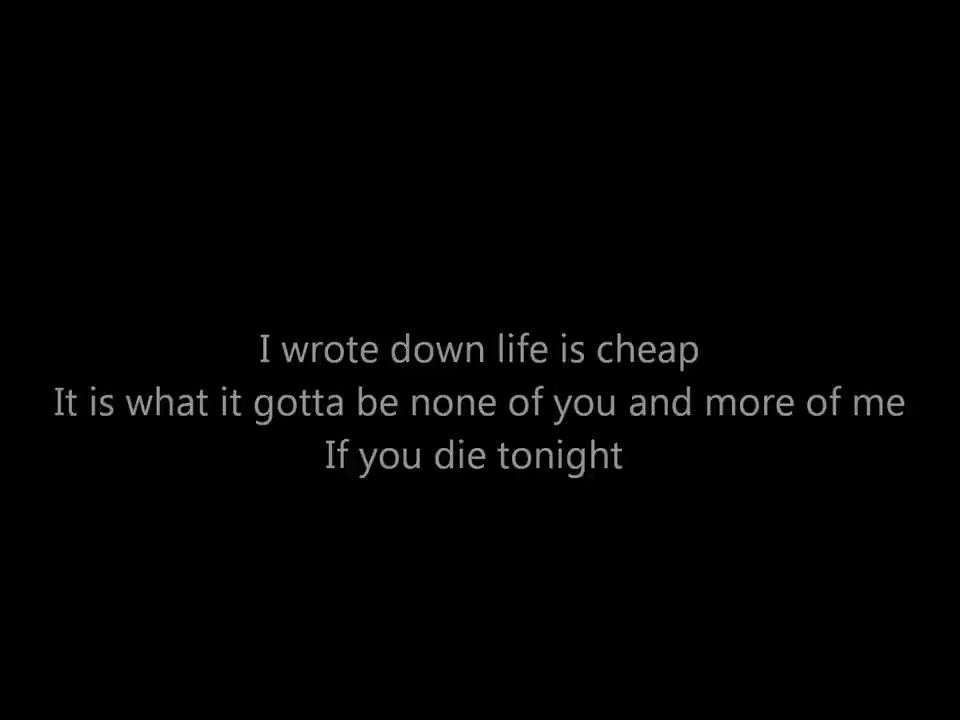 I wrote down life is cheap
It is what it gotta be none of you and more of me
If you die tonight